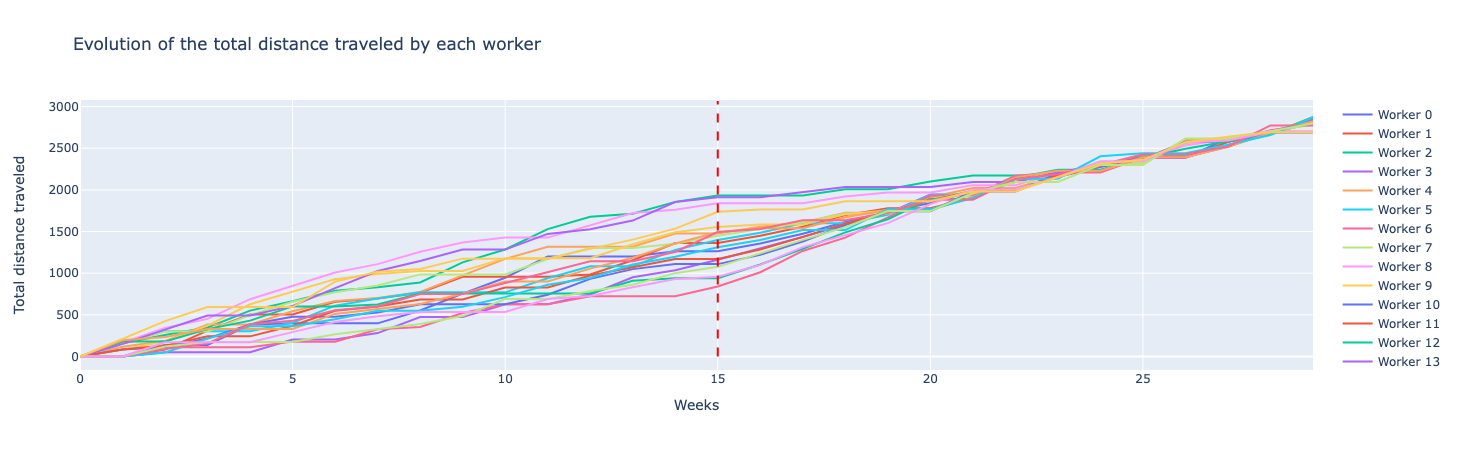 Evolution of the total distance traveled by each worker
Total distance traveled
3000
2500
2000
1500
1000
500
0
0
5
10
15
20
25
Weeks
Worker 0
Worker 1
Worker 2
Worker 3
Worker 4
Worker 5
Worker 6
Worker 7
Worker 8
Worker 9
Worker 10
Worker 11
Worker 12
Worker 13